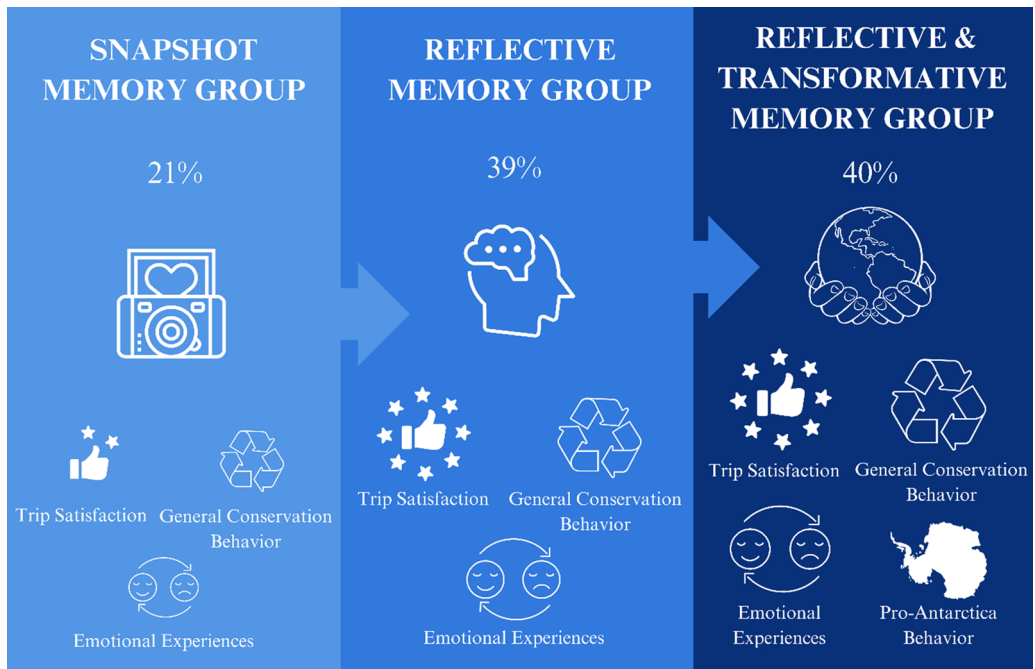 SNAPSHOT
MEMORY GROUP
21%
Trip Satisfaction
General Conservation
Behavior
Emotional Experiences
REFLECTIVE
MEMORY GROUP
39%
Trip Satisfaction
General Conservation
Behavior
Emotional Experiences
REFLECTIVE &
TRANSFORMATIVE
MEMORY GROUP
40%
Trip Satisfaction
General Conservation
Behavior
Emotional
Experiences
Pro-Antarctica
Behavior